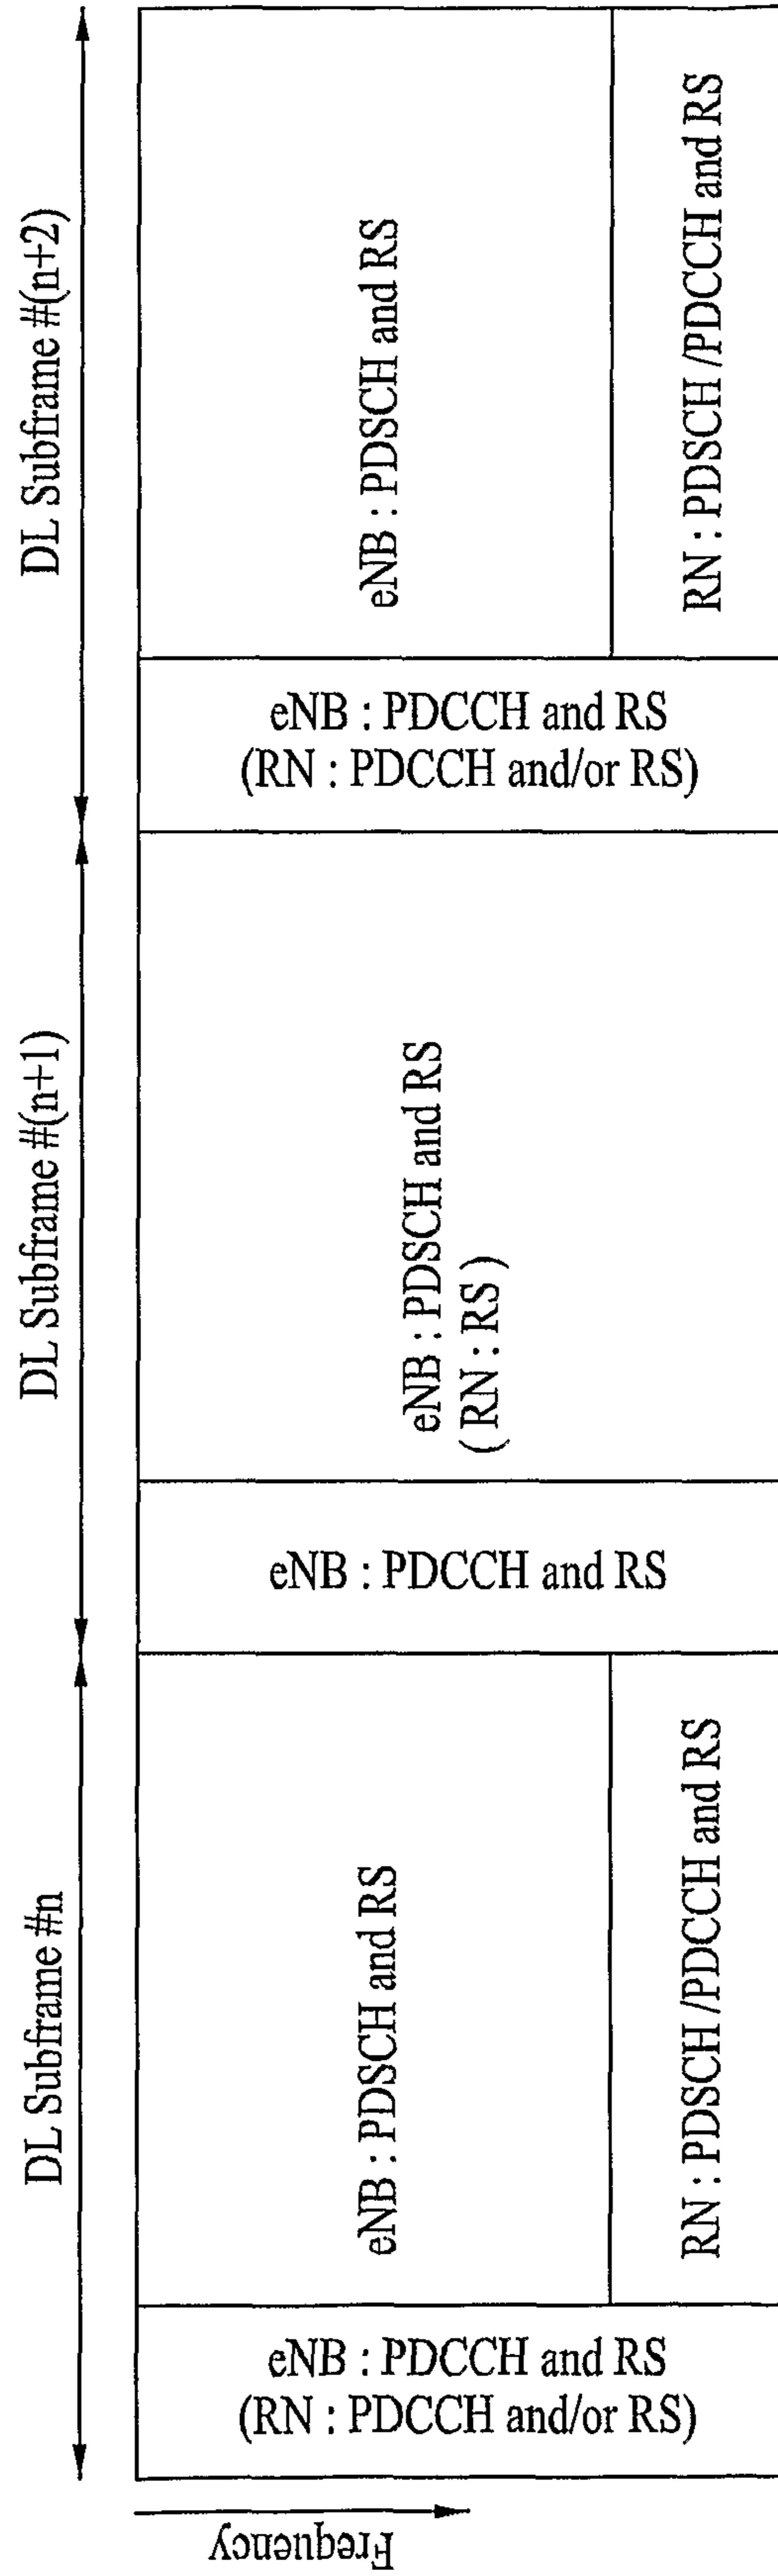 DL Subframe #n
DL Subframe #(n+1)
DL Subframe #(n+2)
Frequency
eNB : PDCCH and RS
(RN : PDCCH and/or RS)
eNB : PDSCH and RS
RN : PDSCH /PDCCH and RS
eNB : PDCCH and RS
eNB : PDSCH and RS
( RN : RS )
eNB : PDCCH and RS
(RN : PDCCH and/or RS)
eNB : PDSCH and RS
RN : PDSCH /PDCCH and RS